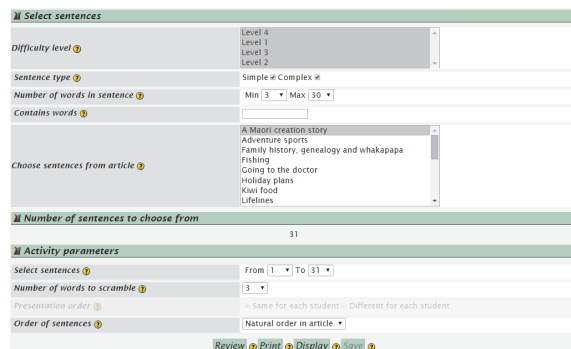 Select sentences
Difficulty level
Level 4
Level 1
Level 3
Level 2
Sentence type Simple Complex
Number of words in sentence Min 3 Max 30
Contains words
Choose sentences from article
A Maori creation story
Adventure sports
Family history, genealogy and whakapapa
Fishing
Going to the doctor
Holiday plans
Kiwi food
Lifelines
Number of sentences to choose from
31
Activity parameters
Select sentences From 1 To 31
Number of words to scramble 3
Presentation order Same for each student Different for each student
Order of sentences Natural order in article
Review Print Display Save